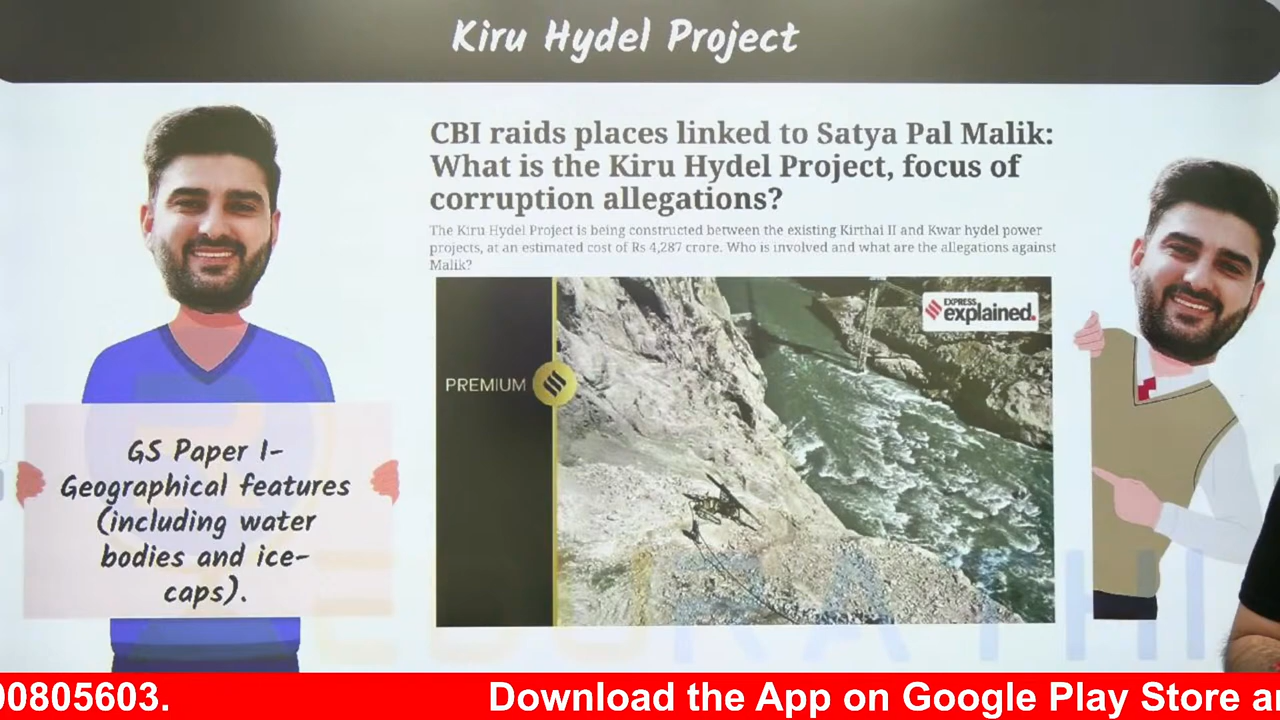 Kiru Hydel Project
CBI raids places linked to Satya Pal Malik:
What is the Kiru Hydel Project, focus of
corruption allegations?
The Kiru Hydel Project is being constructed between the existing Kirthai II and Kwar hydel power
projects, at an estimated cost of Rs 4,287 crore. Who is involved and what are the allegations against
Malik?
EXPRESS
explained.
PREMIUM
GS Paper I-
Geographical features
(including water
bodies and ice-
caps).
EDURATHI
00805603. Download the App on Google Play Store a